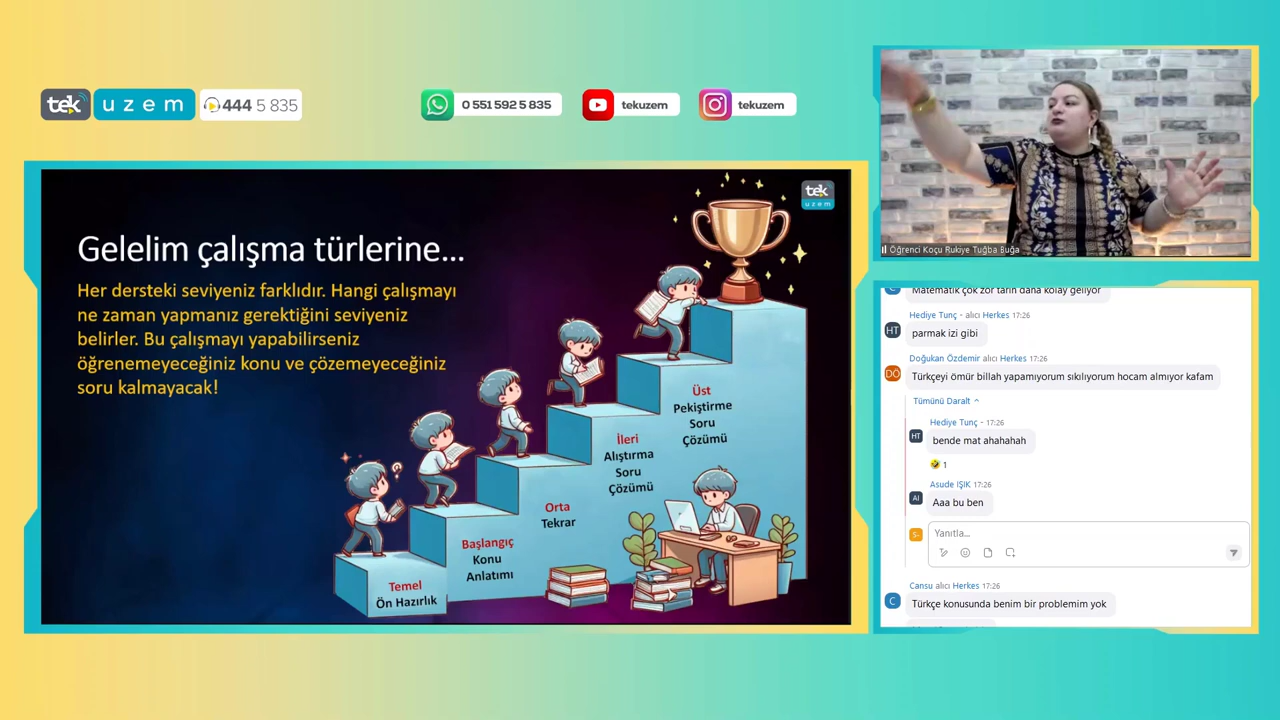 tek
uzem
444 5 835
0 551 592 5 835
tekuzem
tekuzem
tek
uzem
Gelelim çalışma türlerine...
Her dersteki seviyeniz farklıdır. Hangi çalışmayı
ne zaman yapmanız gerektiğini seviyeniz
belirler. Bu çalışmayı yapabilirseniz
öğrenemeyeceğiniz konu ve çözemeyeceğiniz
soru kalmayacak!
Üst
Pekiştirme
Soru
Çözümü
İleri
Alıştırma
Soru
Çözümü
Orta
Tekrar
Başlangıç
Konu
Anlatımı
Temel
Ön Hazırlık
Öğrenci Koçu Rukiye Tuğba Buğa
Matematik çok zor tarih daha kolay geliyor
Hediye Tunç - alıcı Herkes 17:26
HT
parmak izi gibi
Doğukan Özdemir alıcı Herkes 17:26
DÖ
Türkçeyi ömür billah yapamıyorum sıkılıyorum hocam almıyor kafam
Tümünü Daralt
Hediye Tunç - 17:26
HT
bende mat ahahahah
1
Asude IŞIK 17:26
AI
Aaa bu ben
S-
Yanıtla...
Cansu alıcı Herkes 17:26
C
Türkçe konusunda benim bir problemim yok